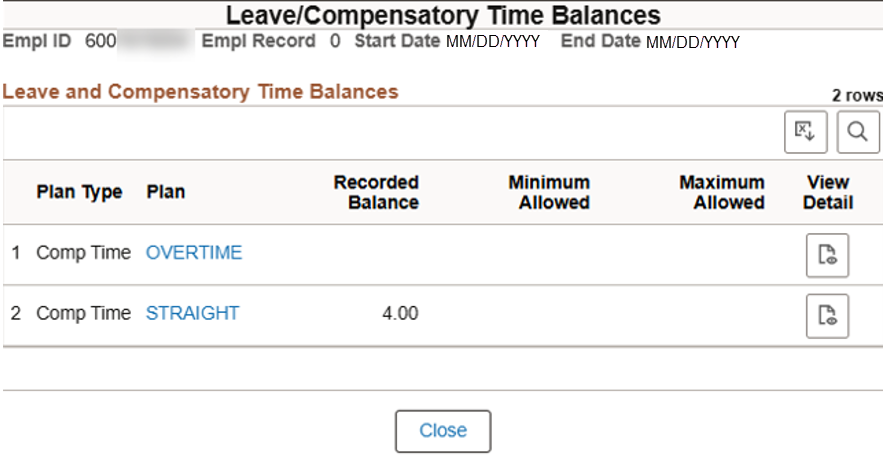 Leave/Compensatory Time Balances
Empl ID 600 Empl Record 0 Start Date MM/DD/YYYY End Date MM/DD/YYYY
Leave and Compensatory Time Balances 2 rows
Plan Type Plan Recorded Balance Minimum Allowed Maximum Allowed View Detail
1 Comp Time OVERTIME
2 Comp Time STRAIGHT 4.00
Close